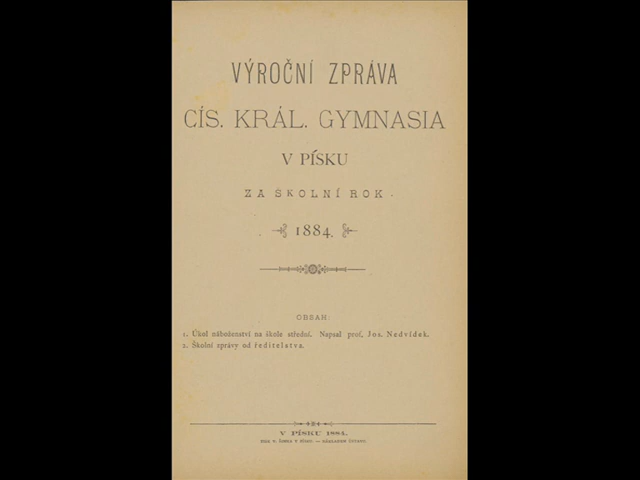 VÝROČNÍ ZPRÁVA
CÍS. KRÁL. GYMNASIA
V PÍSKU
ZA ŠKOLNÍ ROK
1884.
OBSAH:
1. Úkol náboženství na škole střední. Napsal prof. Jos. Nedvídek.
2. Školní zprávy od ředitelstva.
V PÍSKU 1884.